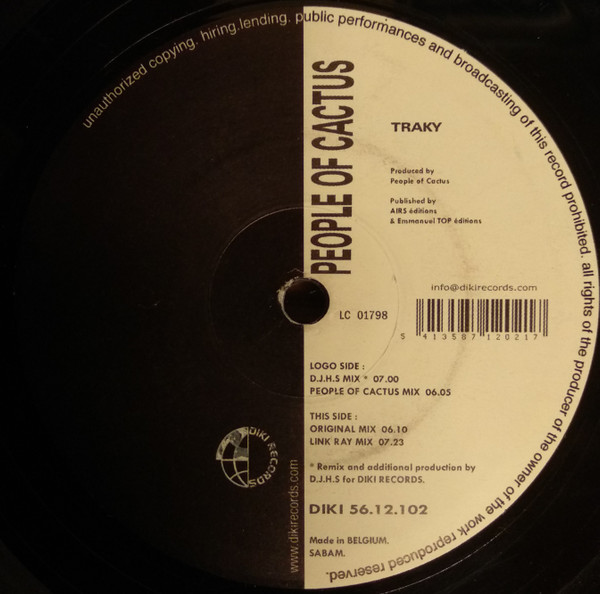 unauthorized copying. hiring.lending. public performances and broadcasting of this record prohibited. all rights of the producer of the owner of the work reproduced reserved.
PEOPLE OF CACTUS
TRAKY
Produced by
People of Cactus
Published by
AIRS éditions
& Emmanuel TOP éditions
info@dikirecords.com
LC 01798
5 413587 120217
LOGO SIDE :
D.J.H.S MIX * 07.00
PEOPLE OF CACTUS MIX 06.05
THIS SIDE :
ORIGINAL MIX 06.10
LINK RAY MIX 07.23
* Remix and additional production by
D.J.H.S for DIKI RECORDS.
DIKI 56.12.102
Made in BELGIUM.
SABAM.
DIKI RECORDS
www.dikirecords.com